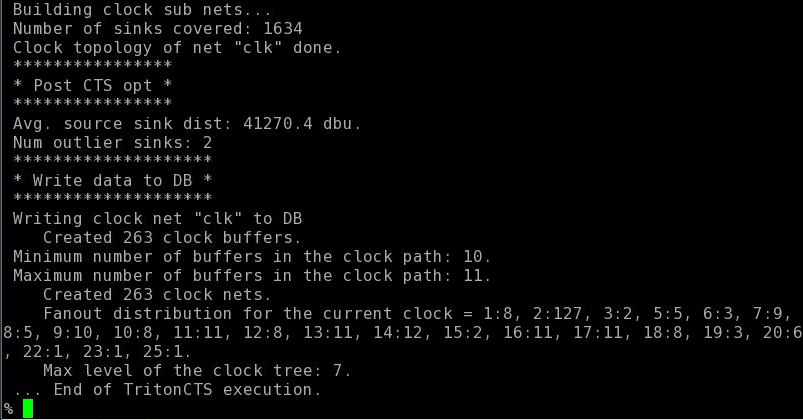 Building clock sub nets...
Number of sinks covered: 1634
Clock topology of net "clk" done.
****************
* Post CTS opt *
****************
Avg. source sink dist: 41270.4 dbu.
Num outlier sinks: 2
********************
* Write data to DB *
********************
Writing clock net "clk" to DB
Created 263 clock buffers.
Minimum number of buffers in the clock path: 10.
Maximum number of buffers in the clock path: 11.
Created 263 clock nets.
Fanout distribution for the current clock = 1:8, 2:127, 3:2, 5:5, 6:3, 7:9,
8:5, 9:10, 10:8, 11:11, 12:8, 13:11, 14:12, 15:2, 16:11, 17:11, 18:8, 19:3, 20:6
, 22:1, 23:1, 25:1.
Max level of the clock tree: 7.
... End of TritonCTS execution.
%